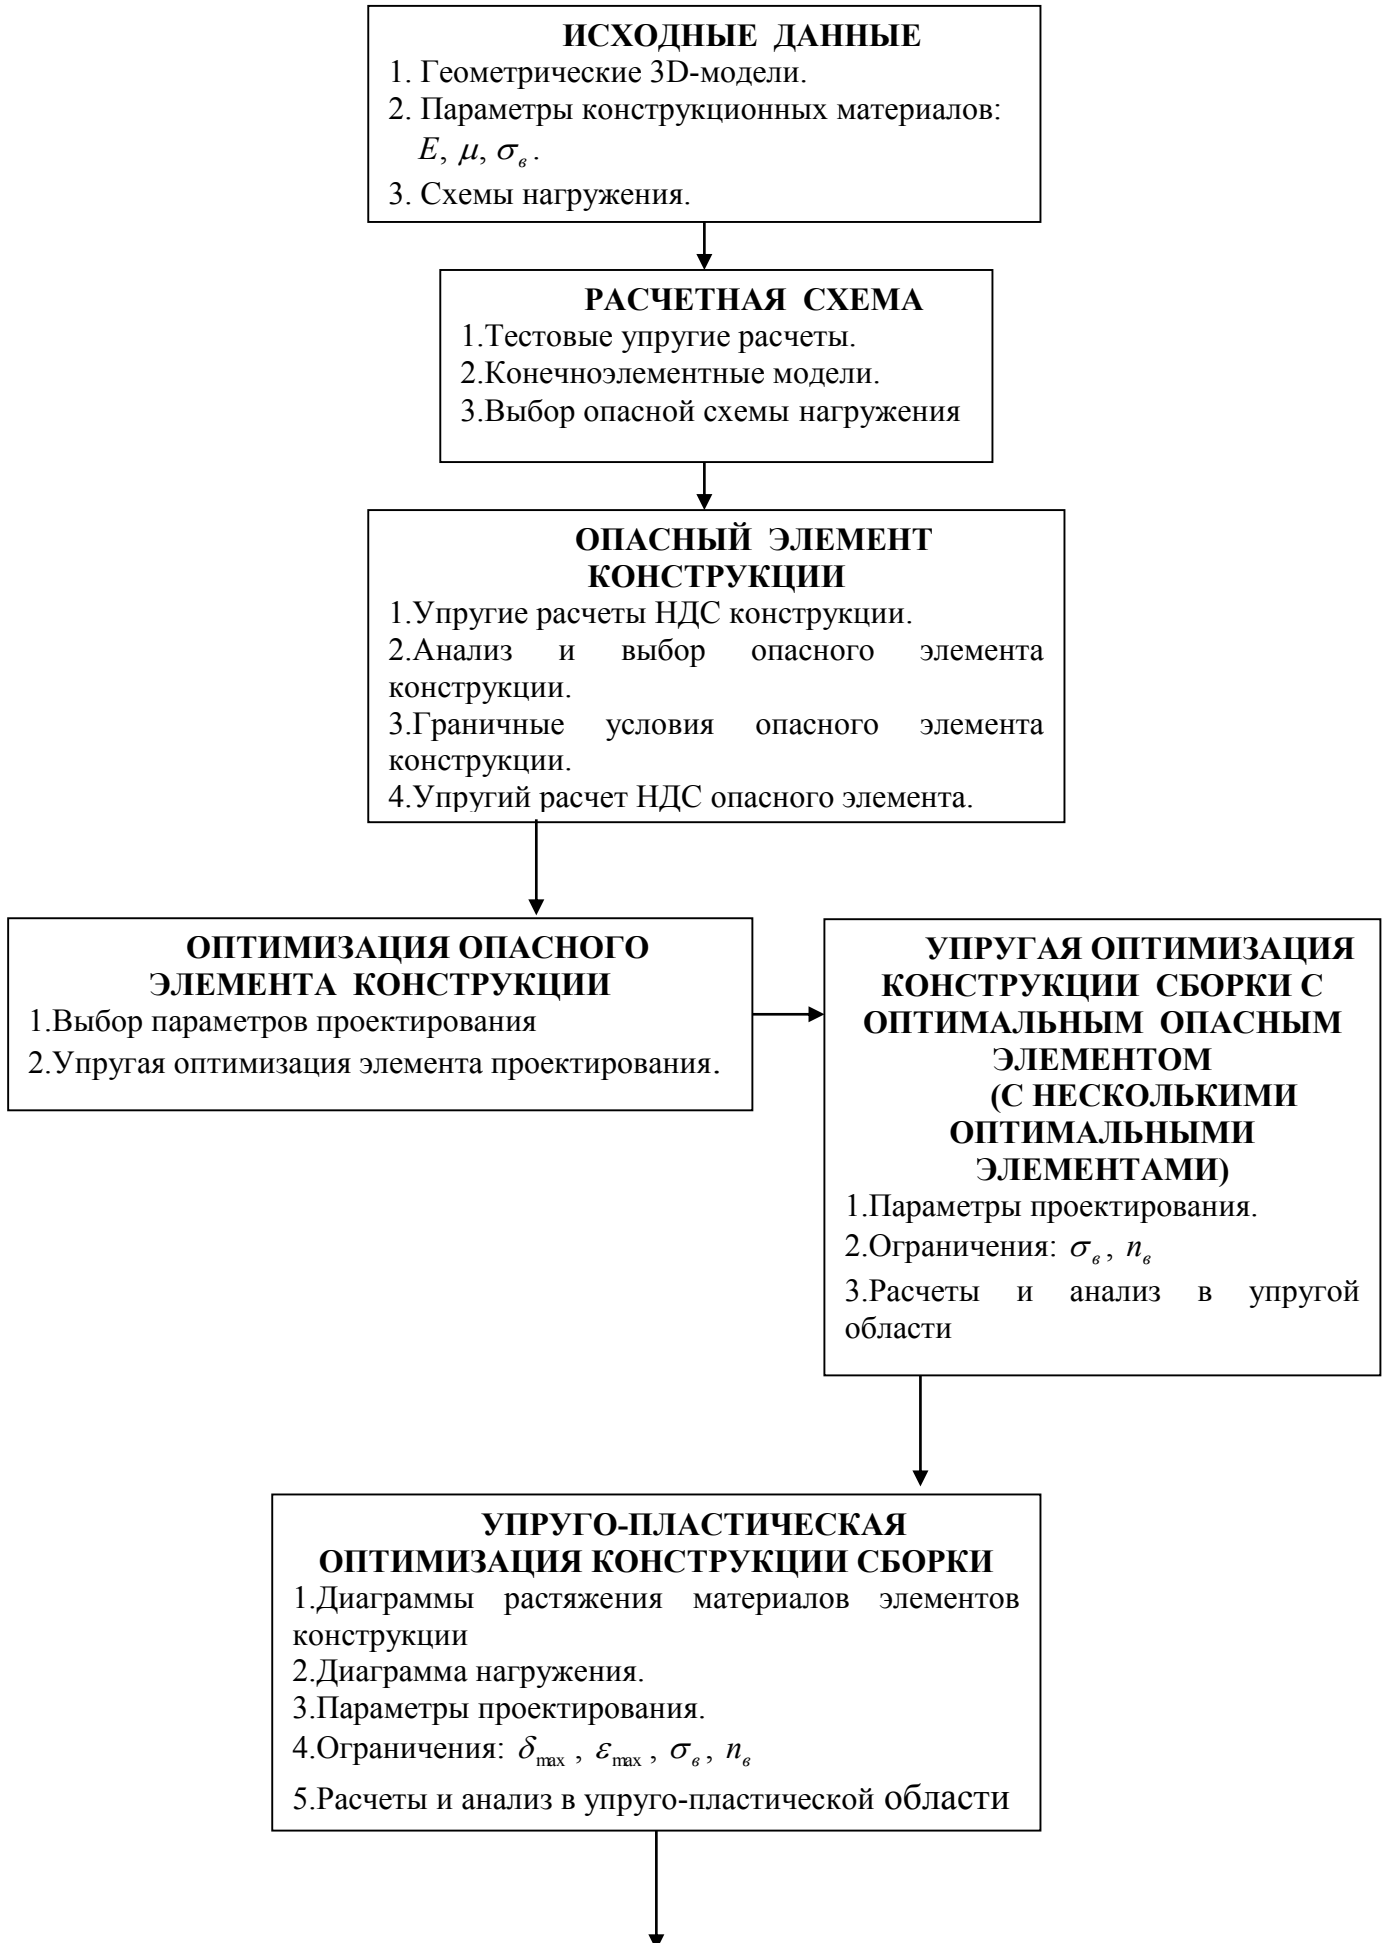 ИСХОДНЫЕ ДАННЫЕ
1. Геометрические 3D-модели.
2. Параметры конструкционных материалов:
E, μ, σв.
3. Схемы нагружения.
РАСЧЕТНАЯ СХЕМА
1.Тестовые упругие расчеты.
2.Конечноэлементные модели.
3.Выбор опасной схемы нагружения
ОПАСНЫЙ ЭЛЕМЕНТ
КОНСТРУКЦИИ
1.Упругие расчеты НДС конструкции.
2.Анализ и выбор опасного элемента
конструкции.
3.Граничные условия опасного элемента
конструкции.
4.Упругий расчет НДС опасного элемента.
ОПТИМИЗАЦИЯ ОПАСНОГО
ЭЛЕМЕНТА КОНСТРУКЦИИ
1.Выбор параметров проектирования
2.Упругая оптимизация элемента проектирования.
УПРУГАЯ ОПТИМИЗАЦИЯ
КОНСТРУКЦИИ СБОРКИ С
ОПТИМАЛЬНЫМ ОПАСНЫМ
ЭЛЕМЕНТОМ
(С НЕСКОЛЬКИМИ
ОПТИМАЛЬНЫМИ
ЭЛЕМЕНТАМИ)
1.Параметры проектирования.
2.Ограничения: σв, nв
3.Расчеты и анализ в упругой
области
УПРУГО-ПЛАСТИЧЕСКАЯ
ОПТИМИЗАЦИЯ КОНСТРУКЦИИ СБОРКИ
1.Диаграммы растяжения материалов элементов
конструкции
2.Диаграмма нагружения.
3.Параметры проектирования.
4.Ограничения: δmax , εmax , σв, nв
5.Расчеты и анализ в упруго-пластической области